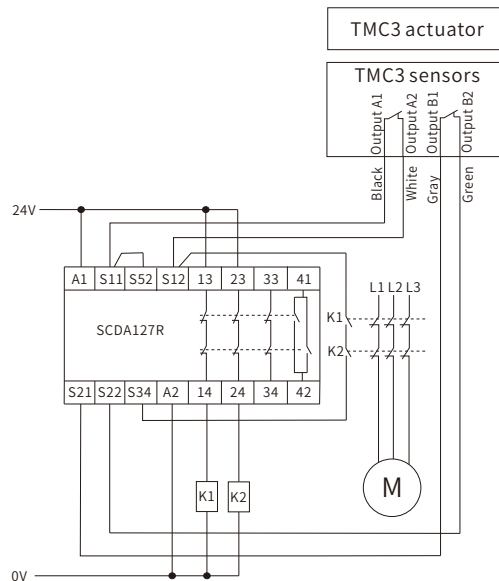 TMC3 actuator
TMC3 sensors
Output A1
Output A2
Output B1
Output B2
Black
White
Gray
Green
24V
A1 S11 S52 S12 13 23 33 41
SCDA127R
K1
K2
L1 L2 L3
S21 S22 S34 A2 14 24 34 42
K1
K2
M
0V